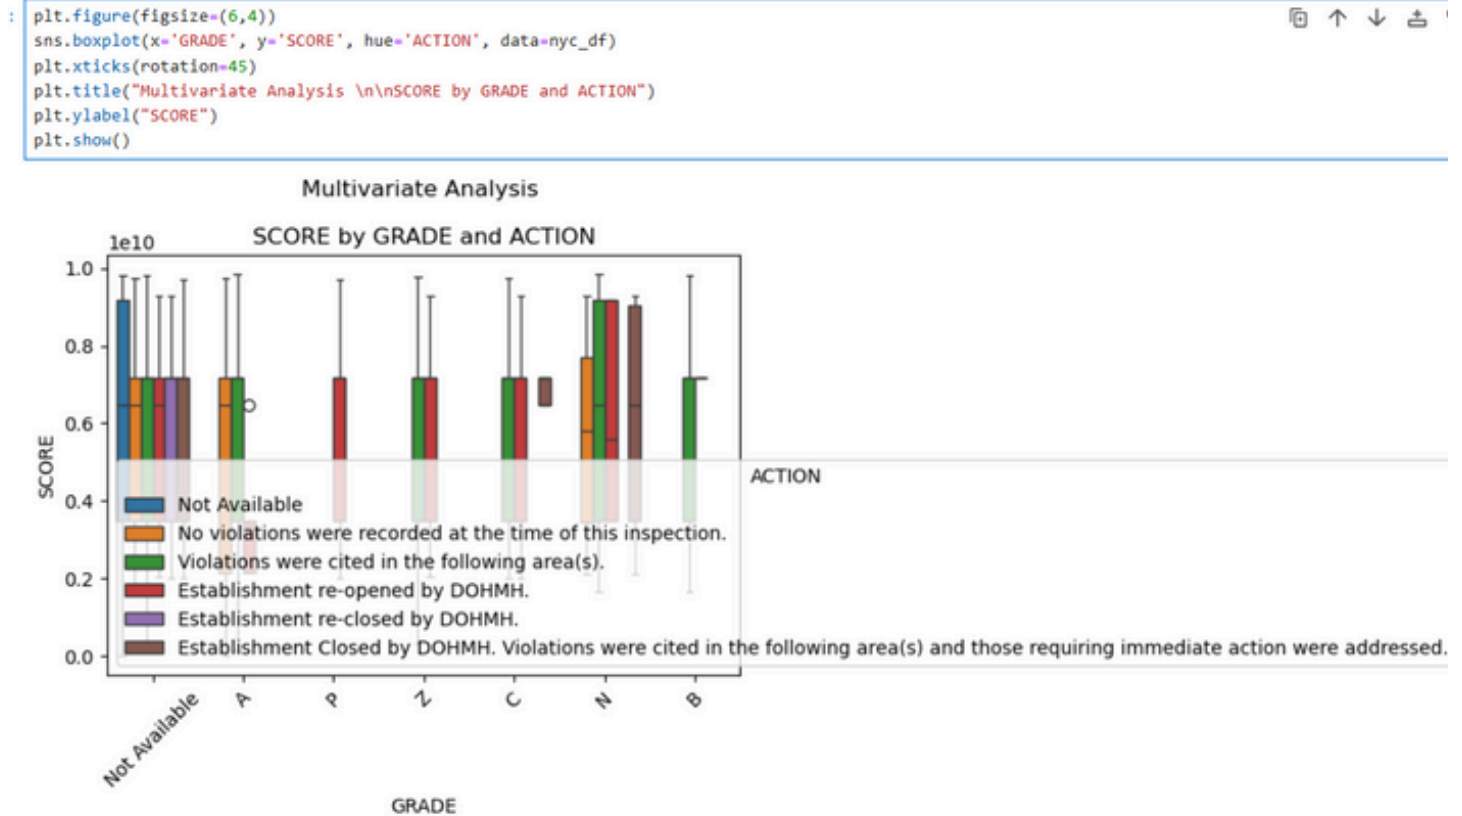 :
plt.figure(figsize=(6,4))
sns.boxplot(x='GRADE', y='SCORE', hue='ACTION', data=nyc_df)
plt.xticks(rotation=45)
plt.title("Multivariate Analysis \n\nSCORE by GRADE and ACTION")
plt.ylabel("SCORE")
plt.show()
Multivariate Analysis
SCORE by GRADE and ACTION
1e10
1.0
0.8
0.6
0.4
0.2
0.0
SCORE
ACTION
Not Available
No violations were recorded at the time of this inspection.
Violations were cited in the following area(s).
Establishment re-opened by DOHMH.
Establishment re-closed by DOHMH.
Establishment Closed by DOHMH. Violations were cited in the following area(s) and those requiring immediate action were addressed.
Not Available
A
P
Z
C
N
B
GRADE